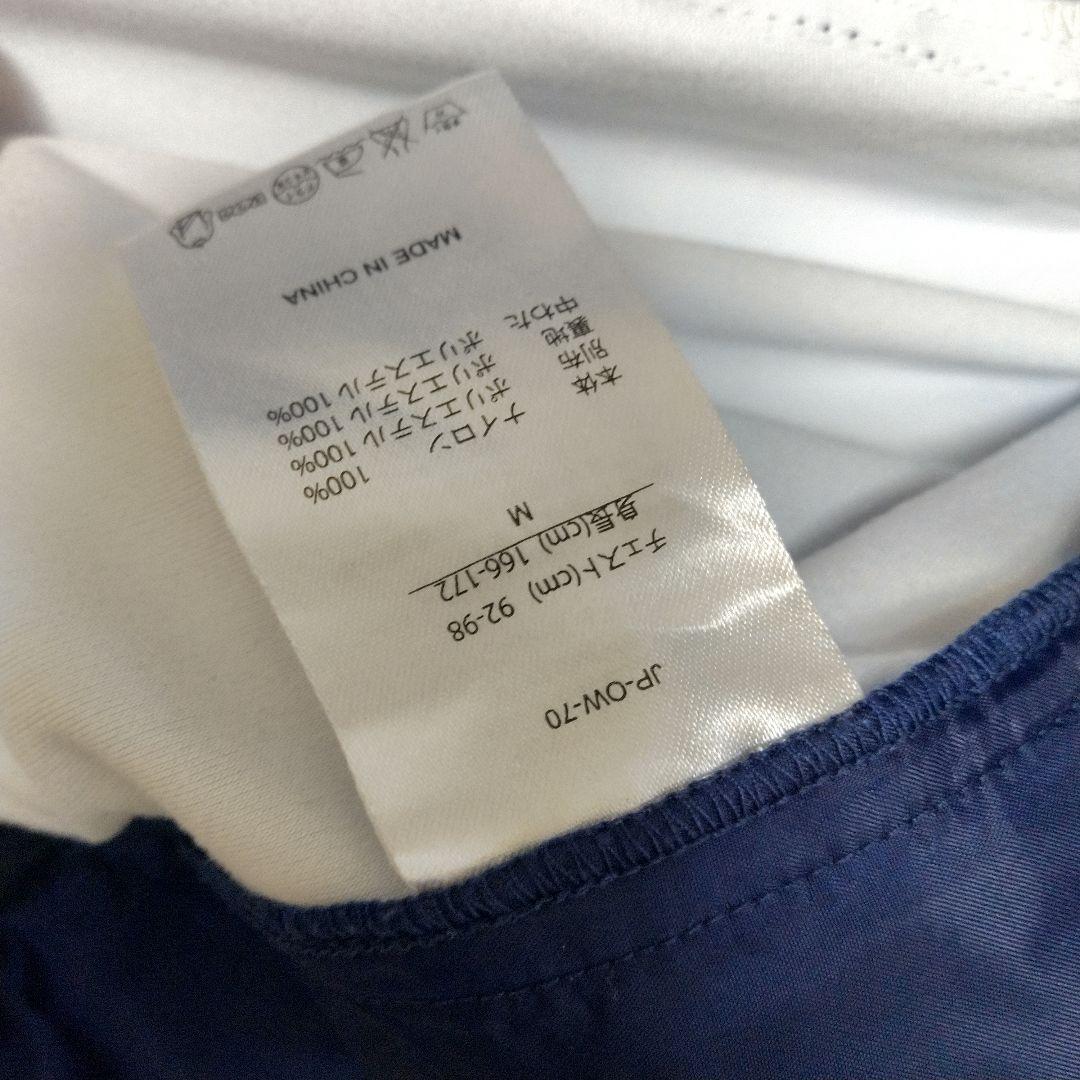 JP-OW-70
チェスト(cm) 92-98
身長(cm) 166-172
M
本体 ナイロン 100%
別布 ポリエステル 100%
裏地 ポリエステル 100%
中わた ポリエステル 100%
MADE IN CHINA